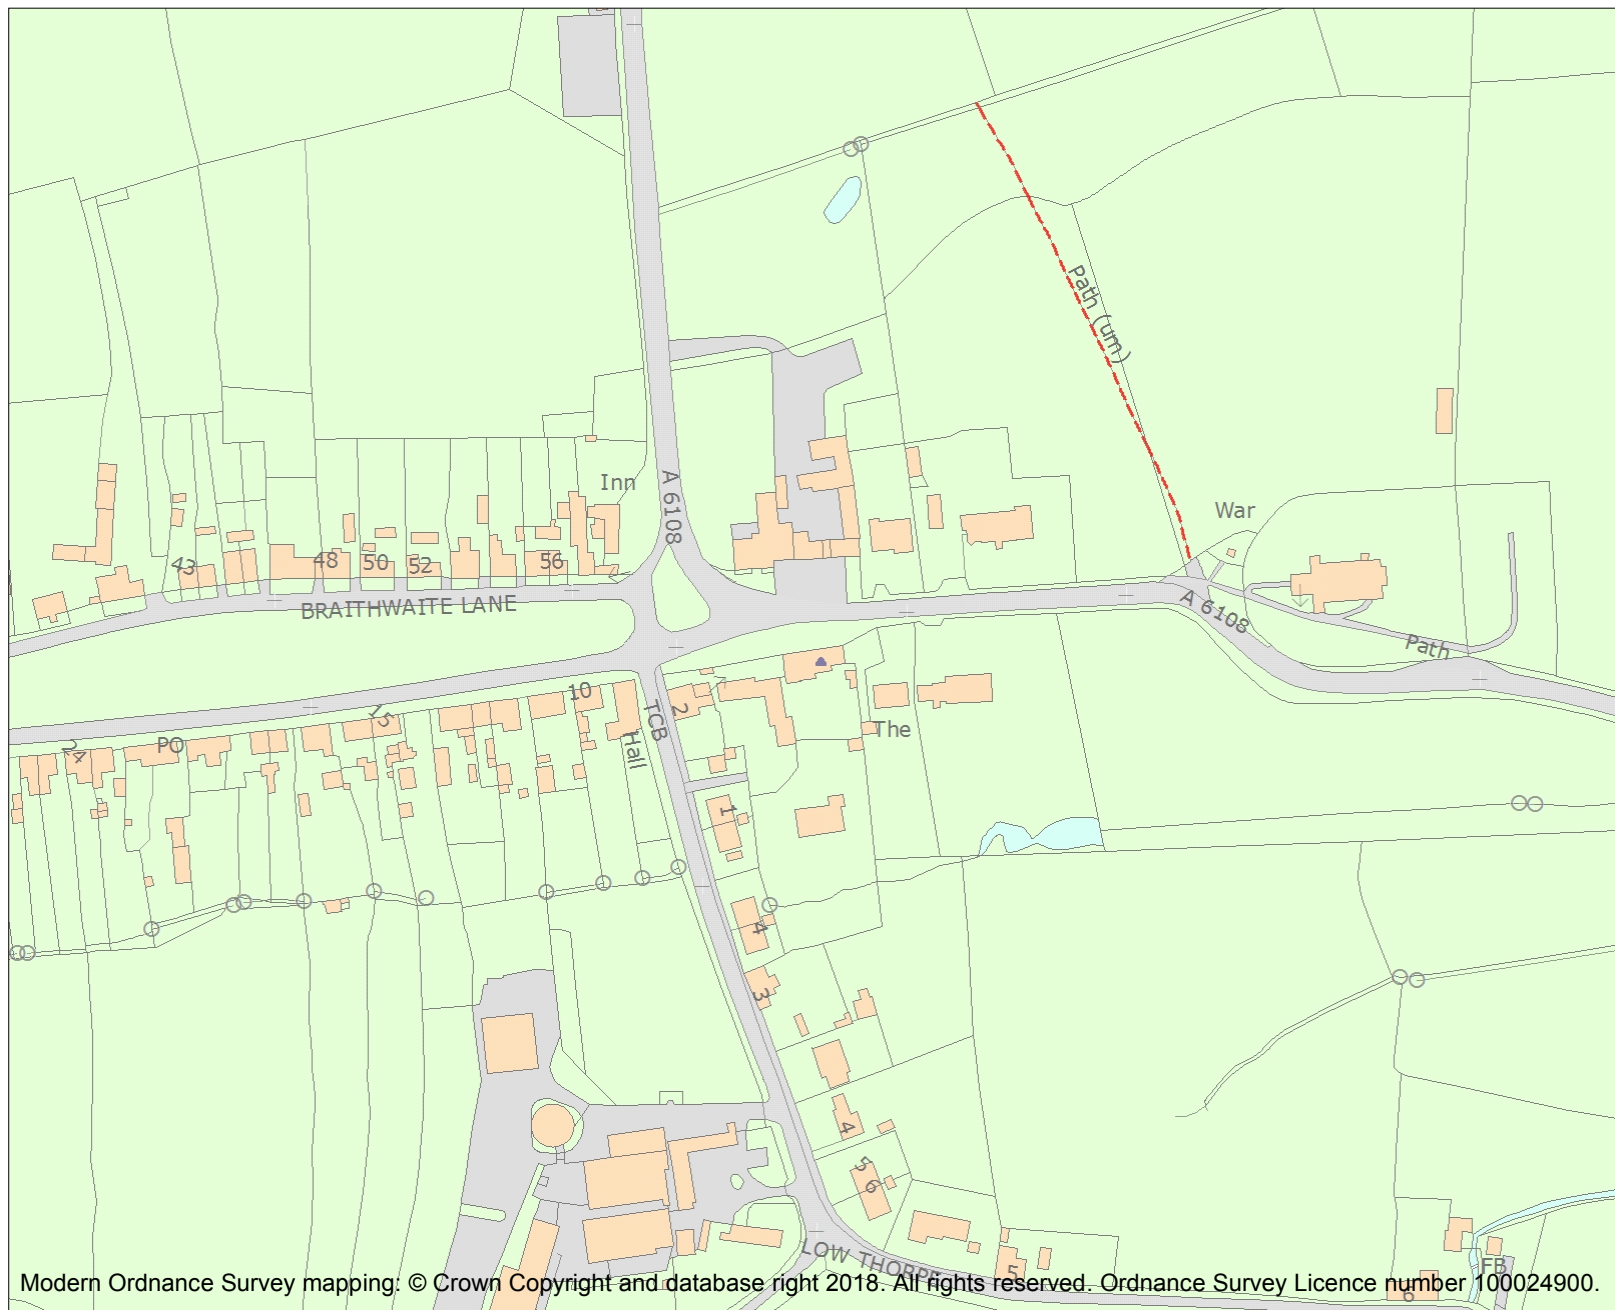 Path (um)
Inn
A 6108
War
43
48
50
52
56
BRAITHWAITE LANE
A 6108
Path
10
15
2
TCB
Hall
PO
24
The
1
4
3
4
5
6
LOW THORPE
5
FB
6
Modern Ordnance Survey mapping: © Crown Copyright and database right 2018. All rights reserved. Ordnance Survey Licence number 100024900.